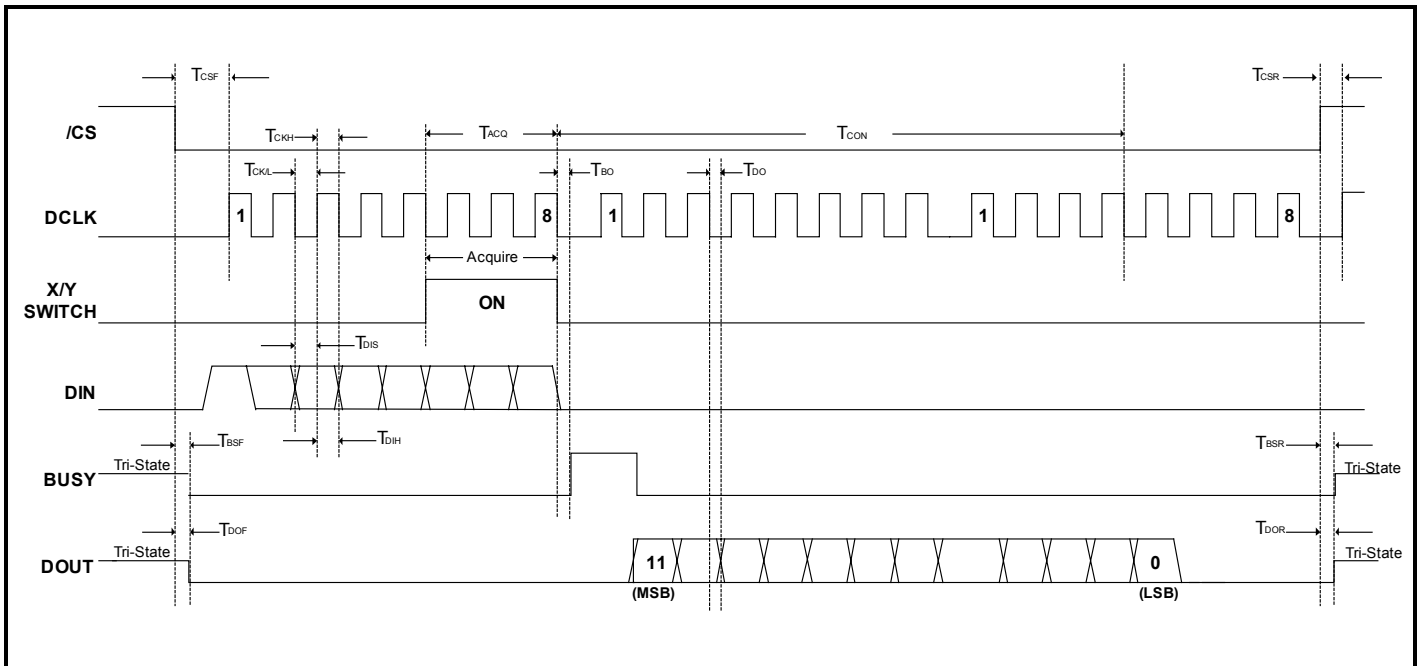 TCSF
TCSR
/CS
TCKH
TACQ
TCON
TCK/L
TBO
TDO
DCLK
1
8
1
1
8
Acquire
X/Y
SWITCH
ON
TDIS
DIN
TBSF
TDIH
TBSR
Tri-State
Tri-State
BUSY
TDOF
TDOR
Tri-State
Tri-State
DOUT
11
0
(MSB)
(LSB)